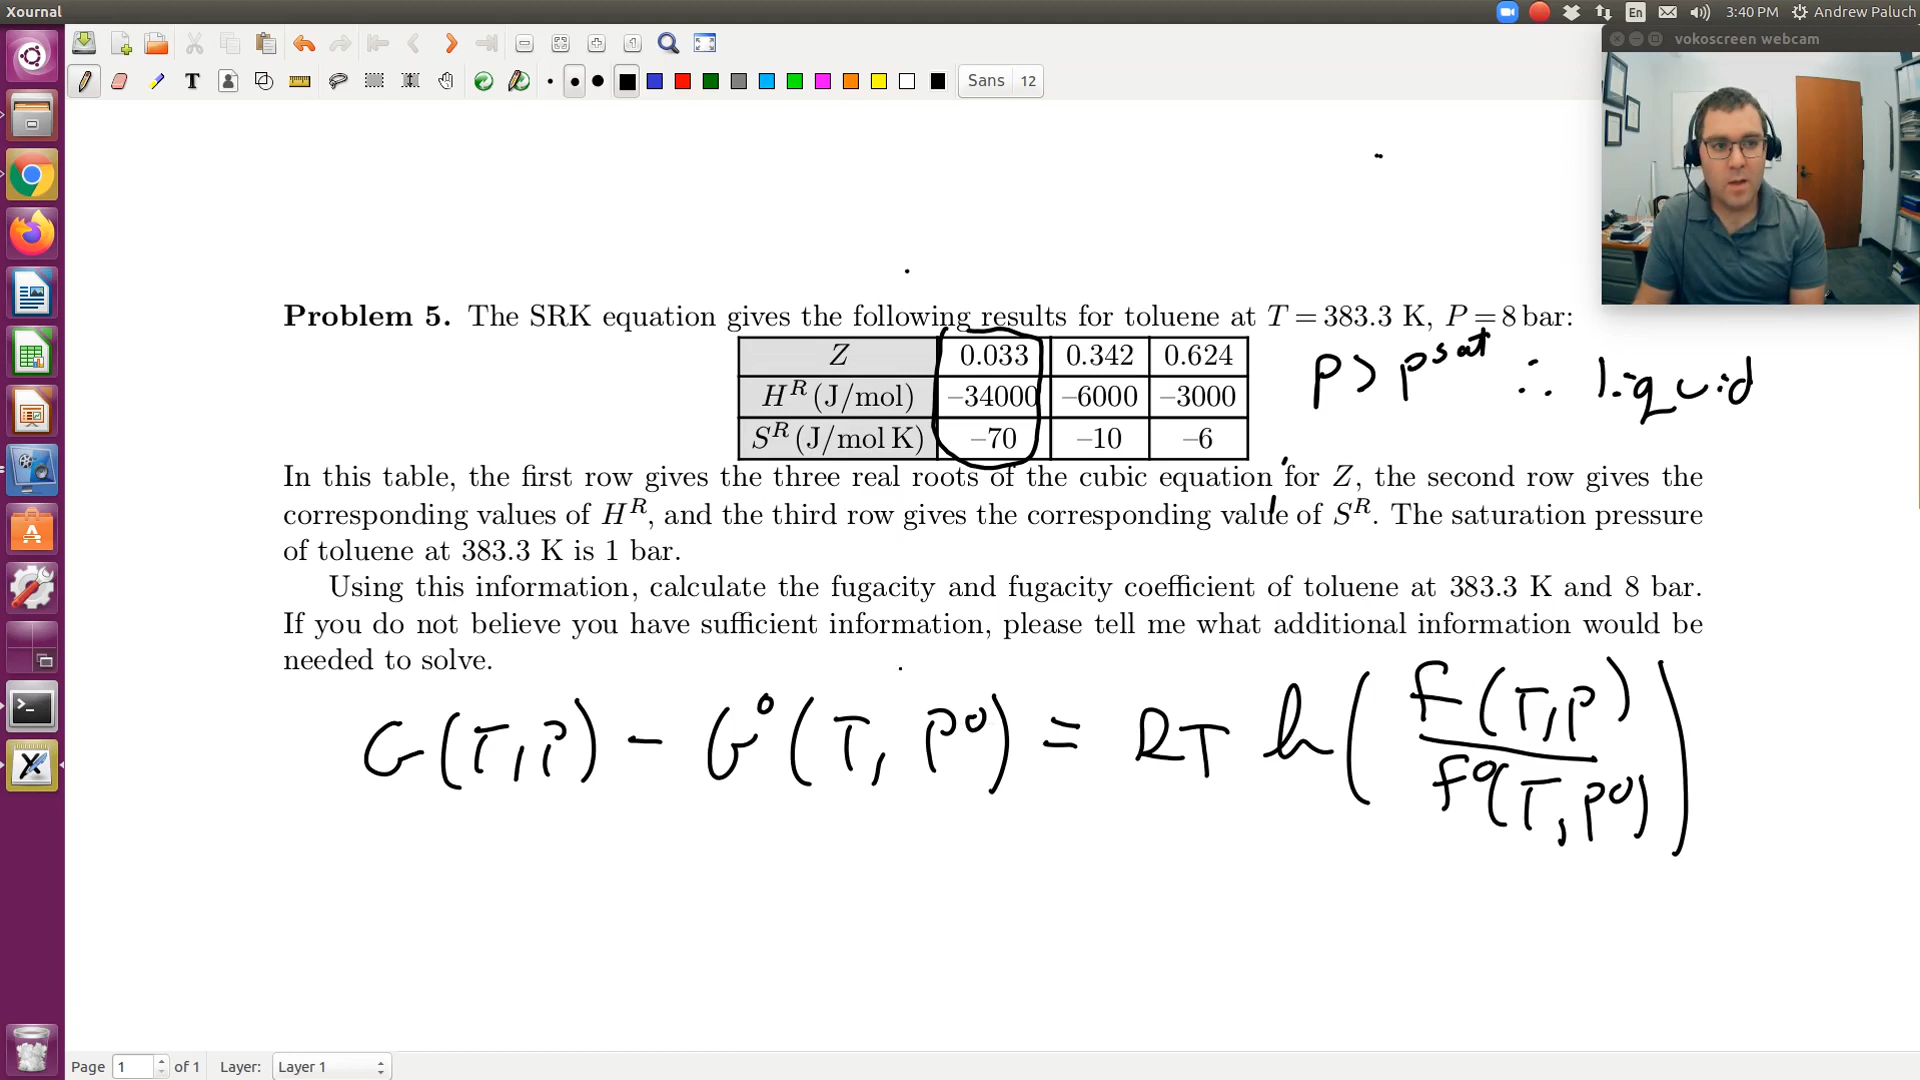 Xournal
En
3:40 PM
Andrew Paluch
vokoscreen webcam
T
Sans 12
Problem 5. The SRK equation gives the following results for toluene at T = 383.3 K, P = 8 bar:
Z 0.033 0.342 0.624
H^R (J/mol) –34000 –6000 –3000
S^R (J/mol K) –70 –10 –6
P > P^sat ∴ liquid
In this table, the first row gives the three real roots of the cubic equation for Z, the second row gives the
corresponding values of H^R, and the third row gives the corresponding value of S^R. The saturation pressure
of toluene at 383.3 K is 1 bar.
Using this information, calculate the fugacity and fugacity coefficient of toluene at 383.3 K and 8 bar.
If you do not believe you have sufficient information, please tell me what additional information would be
needed to solve.
G(T,P) – G°(T, P°) = RT ln( f(T,P) / f°(T,P°) )
Page 1 of 1 Layer: Layer 1